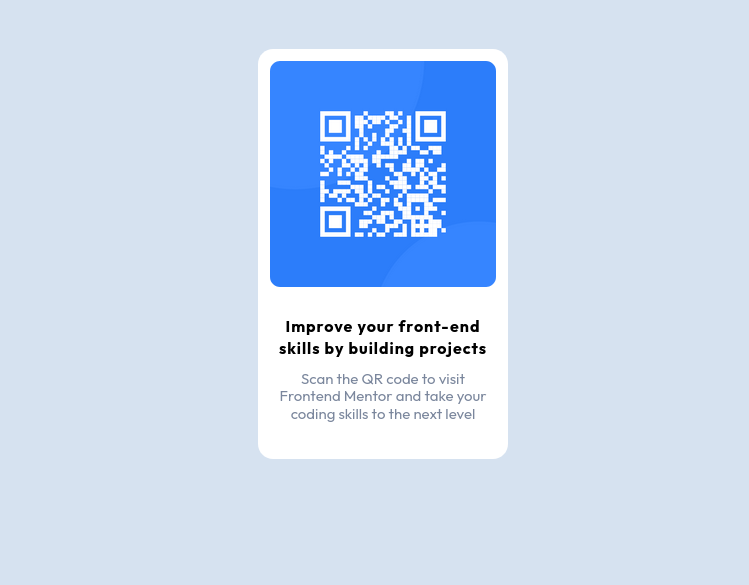 Improve your front-end
skills by building projects
Scan the QR code to visit
Frontend Mentor and take your
coding skills to the next level